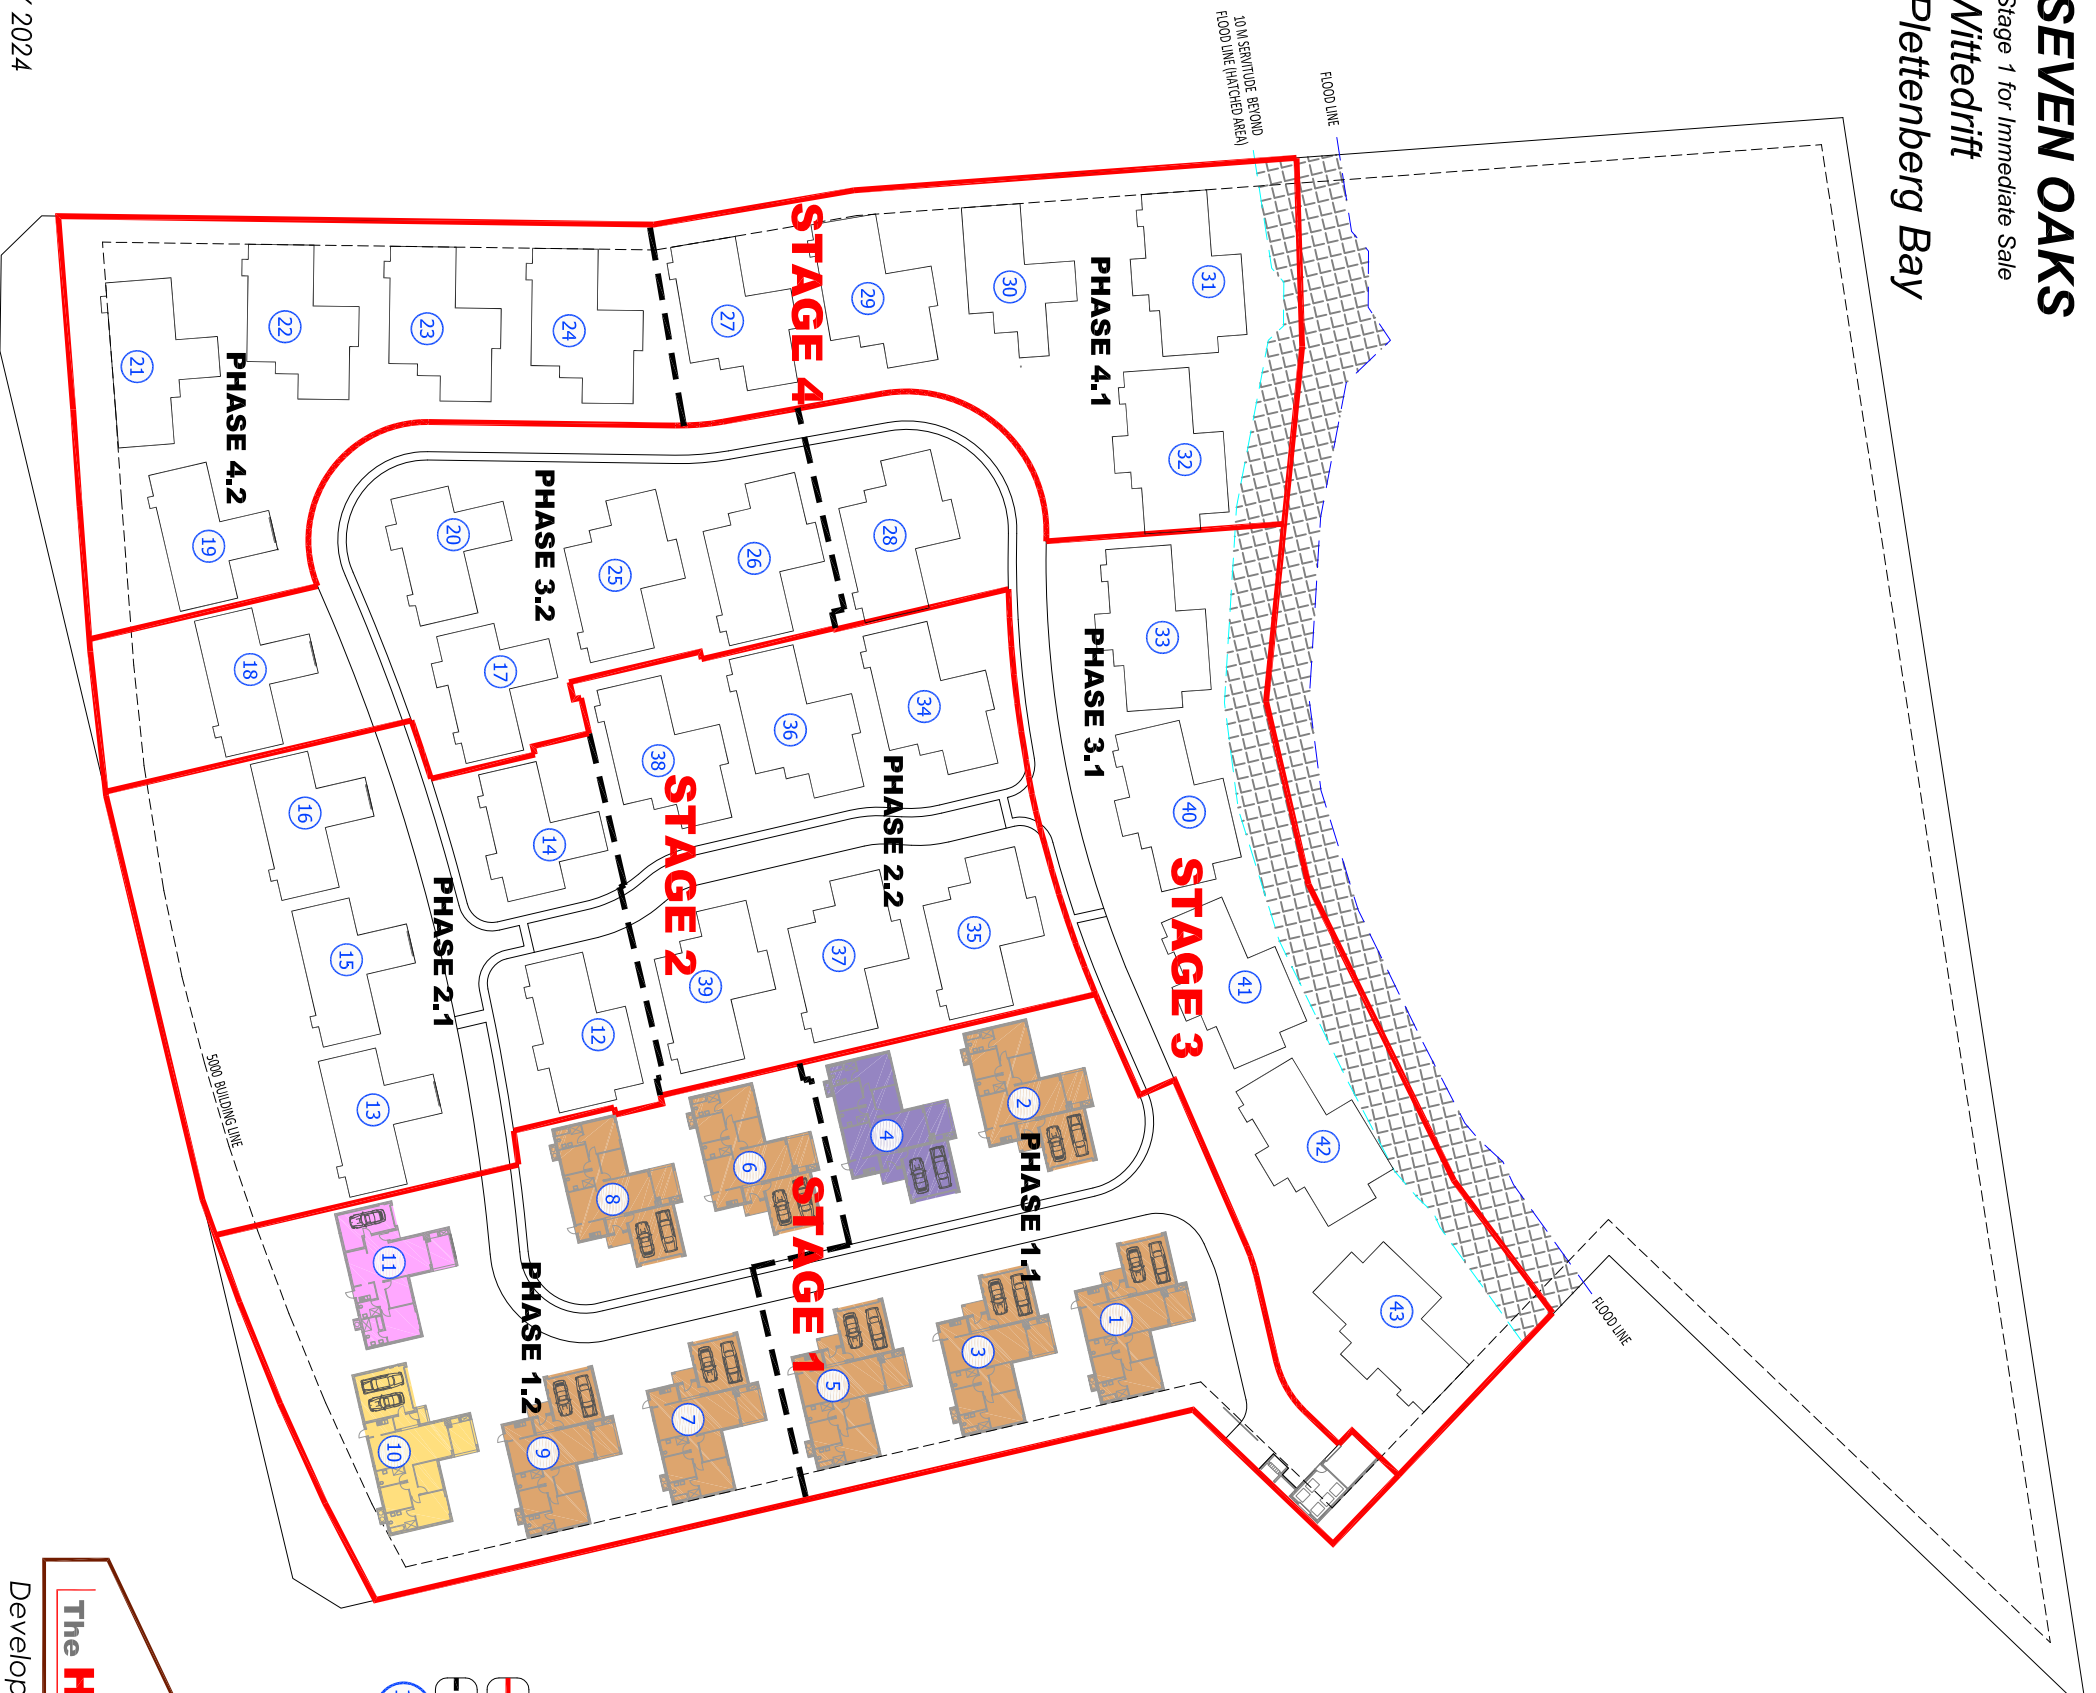 SEVEN OAKS
Stage 1 for Immediate Sale
Wittedrift
Plettenberg Bay
FLOOD LINE
10 M SERVITUDE BEYOND
FLOOD LINE (HATCHED AREA)
2024
STAGE 4
PHASE 4.1
PHASE 4.2
31
30
29
27
24
23
22
21
32
19
STAGE 3
PHASE 3.1
PHASE 3.2
28
26
25
20
17
18
33
40
41
42
43
FLOOD LINE
STAGE 2
PHASE 2.2
PHASE 2.1
34
36
38
35
37
39
14
12
16
15
13
5000 BUILDING LINE
STAGE 1
PHASE 1.1
PHASE 1.2
2
4
6
8
1
3
5
7
9
10
11
The H
Develop